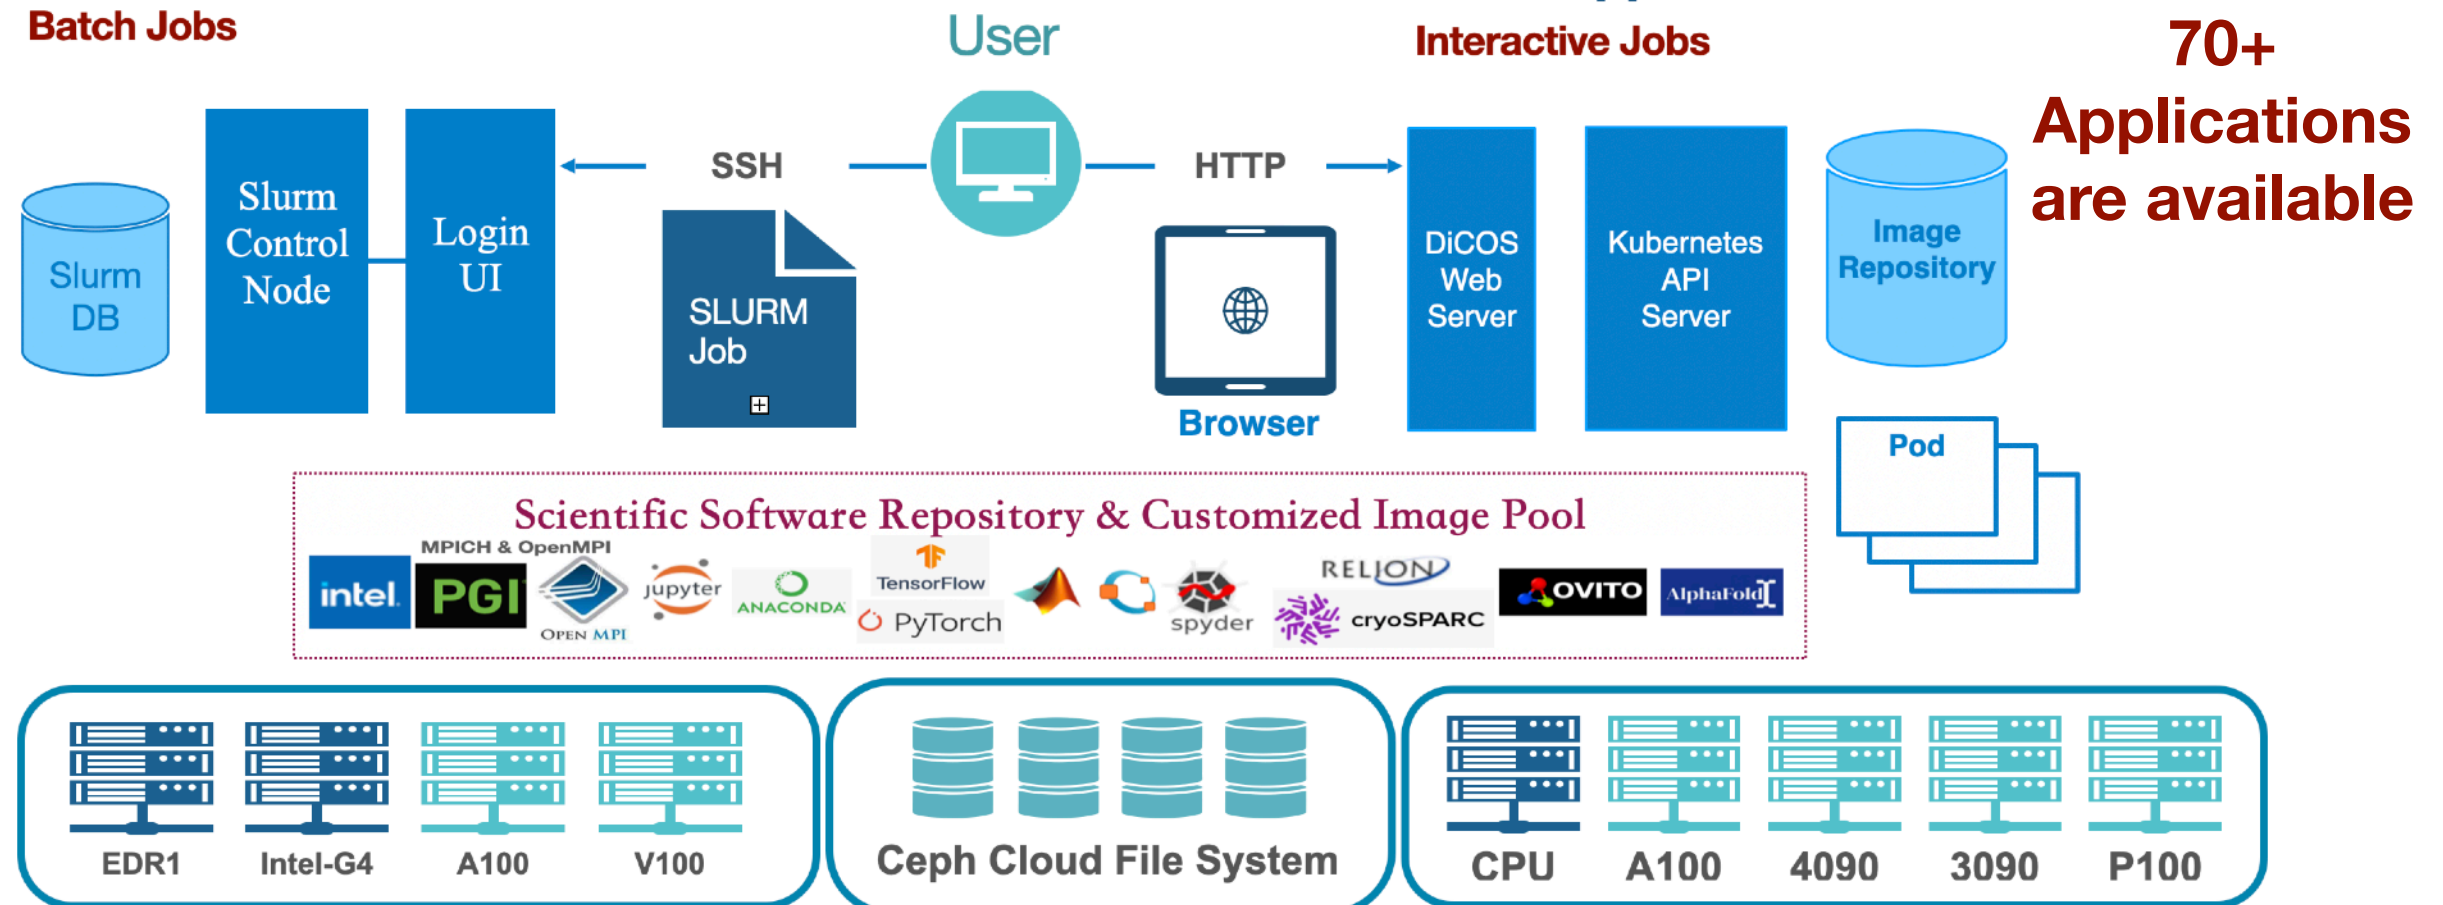 Batch Jobs
User
Interactive Jobs
70+
Applications
are available
Slurm
DB
Slurm
Control
Node
Login
UI
SSH
SLURM
Job
HTTP
Browser
DiCOS
Web
Server
Kubernetes
API
Server
Image
Repository
Pod
Scientific Software Repository & Customized Image Pool
MPICH & OpenMPI
intel.
PGI
OPEN MPI
jupyter
ANACONDA
TensorFlow
PyTorch
spyder
RELION
cryoSPARC
OVITO
AlphaFold
EDR1
Intel-G4
A100
V100
Ceph Cloud File System
CPU
A100
4090
3090
P100